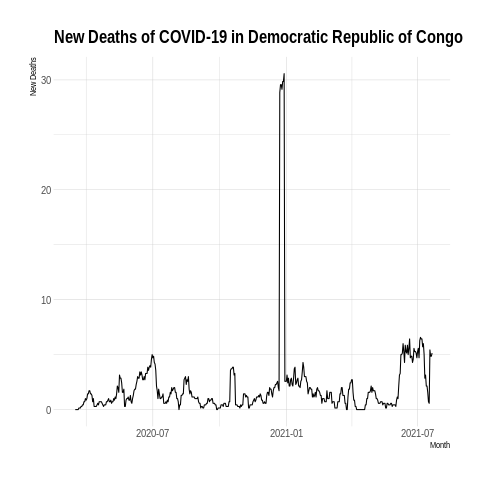 New Deaths of COVID-19 in Democratic Republic of Congo
New Deaths
30
20
10
0
2020-07
2021-01
2021-07
Month